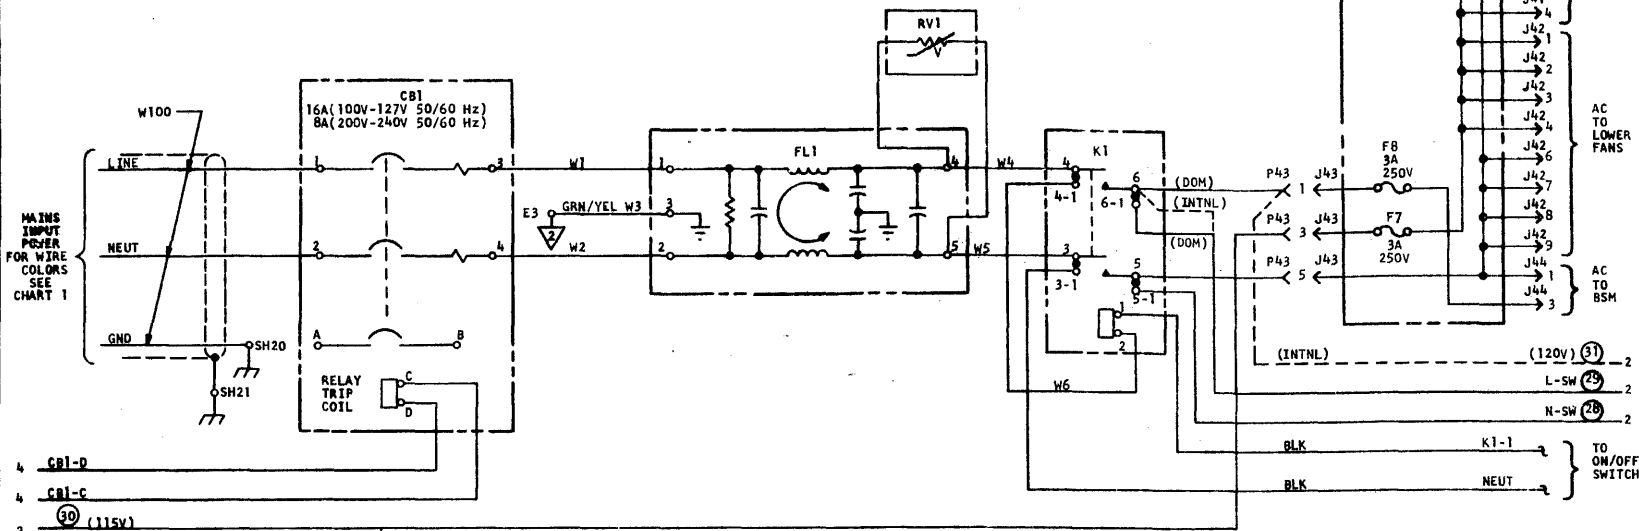 RV1
V
J41
4
J42
1
J42
2
J42
3
J42
4
J42
6
J42
7
J42
8
J42
9
J44
1
J44
3
AC
TO
LOWER
FANS
AC
TO
BSM
CB1
16A(100V-127V 50/60 Hz)
8A(200V-240V 50/60 Hz)
W100
LINE
1
3
W1
1
FL1
4
W4
K1
4
4-1
6
6-1
(DOM)
(INTNL)
(DOM)
P43
1
J43
P43
3
J43
P43
5
J43
F8
3A
250V
F7
3A
250V
MAINS
INPUT
POWER
FOR WIRE
COLORS
SEE
CHART 1
NEUT
2
4
W2
E3
GRN/YEL W3
3
2
2
5
W5
3
3-1
5
5-1
1
2
GND
SH20
SH21
A
B
RELAY
TRIP
COIL
C
D
W6
(INTNL)
(120V) 31
2
L-SW 29
2
N-SW 28
2
BLK
K1-1
BLK
NEUT
TO
ON/OFF
SWITCH
4 CB1-D
4 CB1-C
30 (115V)